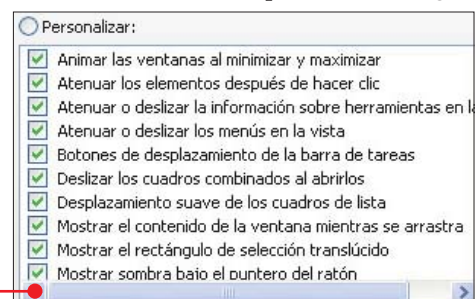 Personalizar:
Animar las ventanas al minimizar y maximizar
Atenuar los elementos después de hacer clic
Atenuar o deslizar la información sobre herramientas en
Atenuar o deslizar los menús en la vista
Botones de desplazamiento de la barra de tareas
Deslizar los cuadros combinados al abrirlos
Desplazamiento suave de los cuadros de lista
Mostrar el contenido de la ventana mientras se arrastra
Mostrar el rectángulo de selección translúcido
Mostrar sombra bajo el puntero del ratón